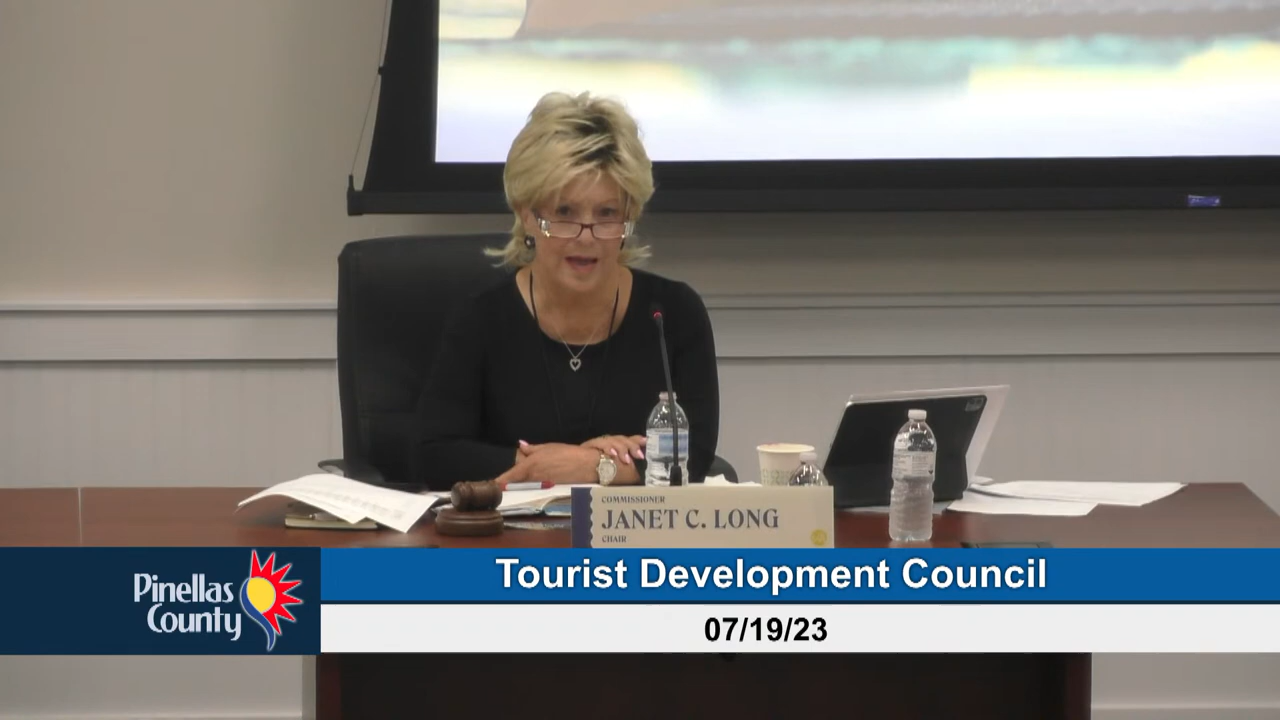 COMMISSIONER
JANET C. LONG
CHAIR
Pinellas
County
Tourist Development Council
07/19/23